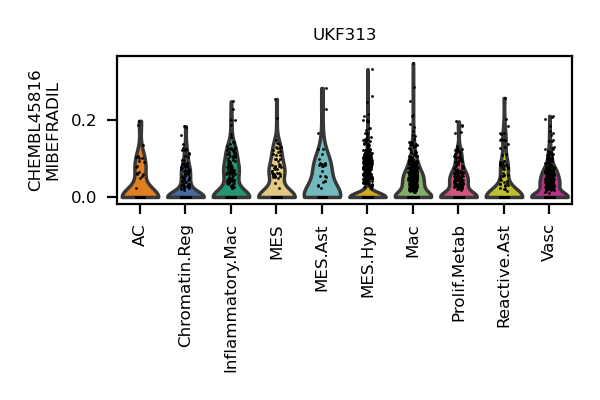 UKF313
CHEMBL45816
MIBEFRADIL
0.2
0.0
AC
Chromatin.Reg
Inflammatory.Mac
MES
MES.Ast
MES.Hyp
Mac
Prolif.Metab
Reactive.Ast
Vasc